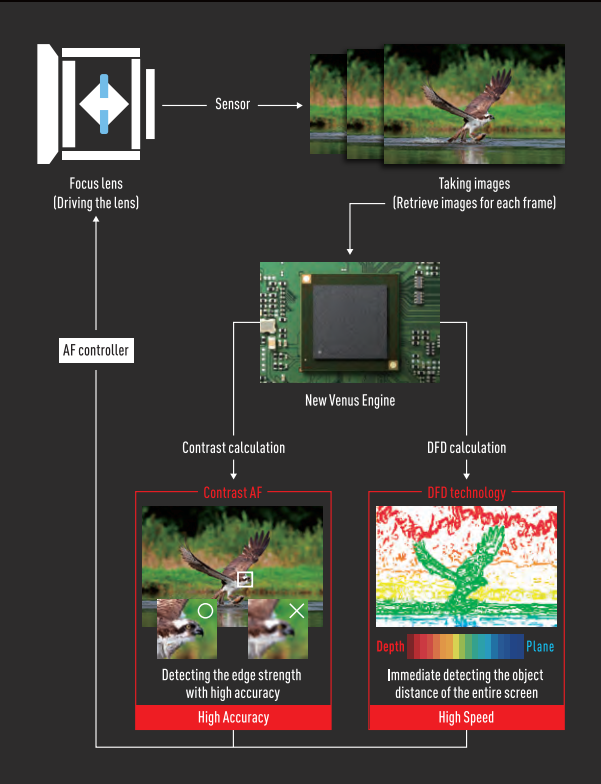 Sensor
Focus lens
(Driving the lens)
Taking images
(Retrieve images for each frame)
AF controller
New Venus Engine
Contrast calculation
DFD calculation
Contrast AF
DFD technology
Depth
Plane
Detecting the edge strength
with high accuracy
Immediate detecting the object
distance of the entire screen
High Accuracy
High Speed